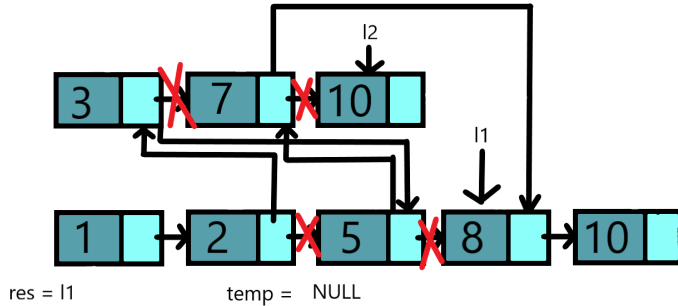 l2
3 7 10
l1
1 2 5 8 10
res = l1 temp = NULL